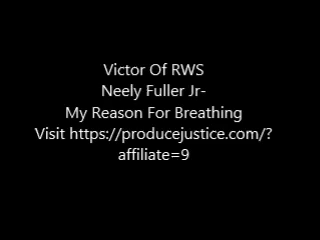 Victor Of RWS
Neely Fuller Jr-
My Reason For Breathing
Visit https://producejustice.com/?
affiliate=9